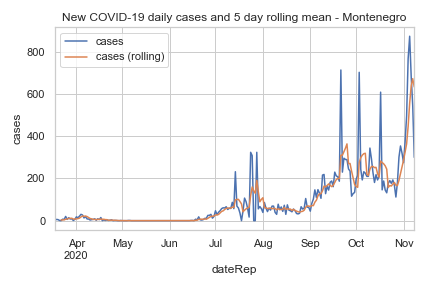 New COVID-19 daily cases and 5 day rolling mean - Montenegro
cases
cases (rolling)
800
600
400
200
0
cases
Apr May Jun Jul Aug Sep Oct Nov
2020
dateRep